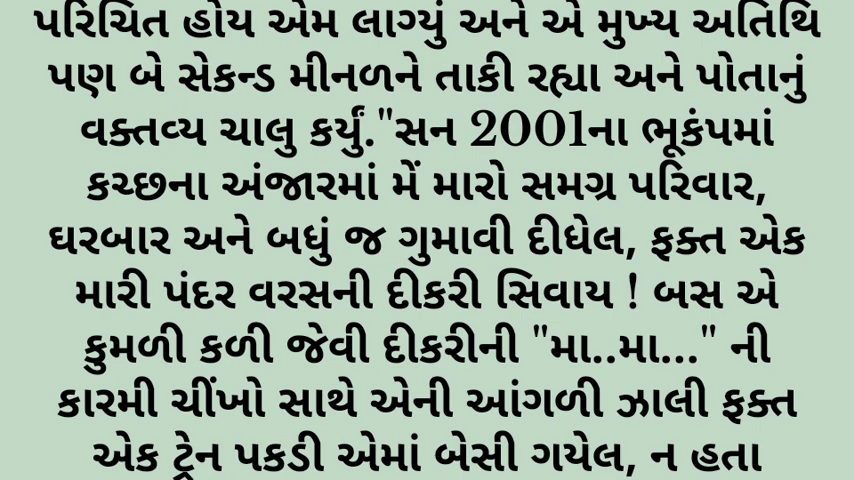 પરિચિત હોય એમ લાગ્યું અને એ મુખ્ય અતિથિ
પણ બે સેકન્ડ મીનળને તાકી રહ્યા અને પોતાનું
વક્તવ્ય ચાલુ કર્યું."સન 2001ના ભૂકંપમાં
કચ્છના અંજારમાં મેં મારો સમગ્ર પરિવાર,
ઘરબાર અને બધું જ ગુમાવી દીધેલ, ફક્ત એક
મારી પંદર વરસની દીકરી સિવાય ! બસ એ
કુમળી કળી જેવી દીકરીની "મા..મા..." ની
કારમી ચીંખો સાથે એની આંગળી ઝાલી ફક્ત
એક ટ્રેન પકડી એમાં બેસી ગયેલ, ન હતા